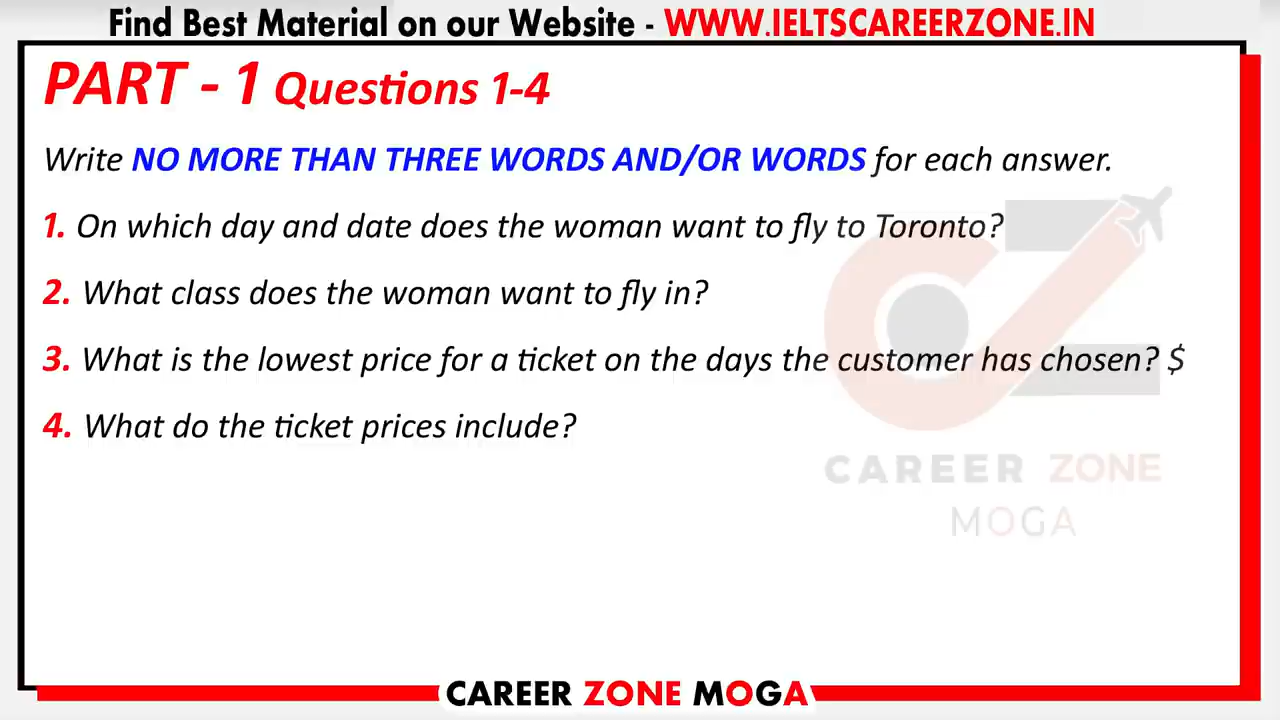 Find Best Material on our Website - WWW.IELTSCAREERZONE.IN
PART - 1 Questions 1-4
Write NO MORE THAN THREE WORDS AND/OR WORDS for each answer.
1. On which day and date does the woman want to fly to Toronto?
2. What class does the woman want to fly in?
3. What is the lowest price for a ticket on the days the customer has chosen? $
4. What do the ticket prices include?
CAREER ZONE
MOGA
CAREER ZONE MOGA